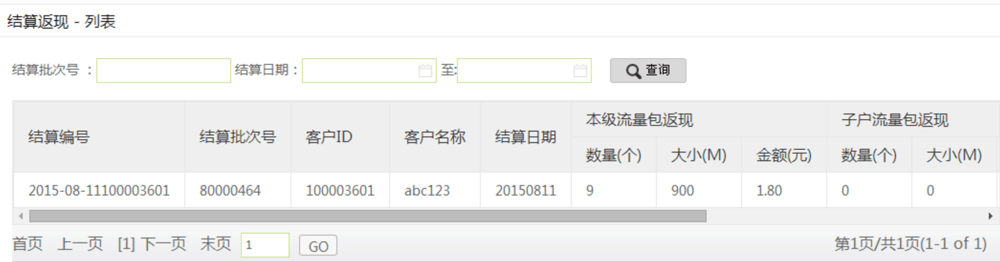 结算返现 - 列表
结算批次号 : 结算日期 : 至: 查询
本级流量包返现 子户流量包返现
结算编号 结算批次号 客户ID 客户名称 结算日期
数量(个) 大小(M) 金额(元) 数量(个) 大小(M)
2015-08-11100003601 80000464 100003601 abc123 20150811 9 900 1.80 0 0
首页 上一页 [1] 下一页 末页 1 GO 第1页/共1页(1-1 of 1)